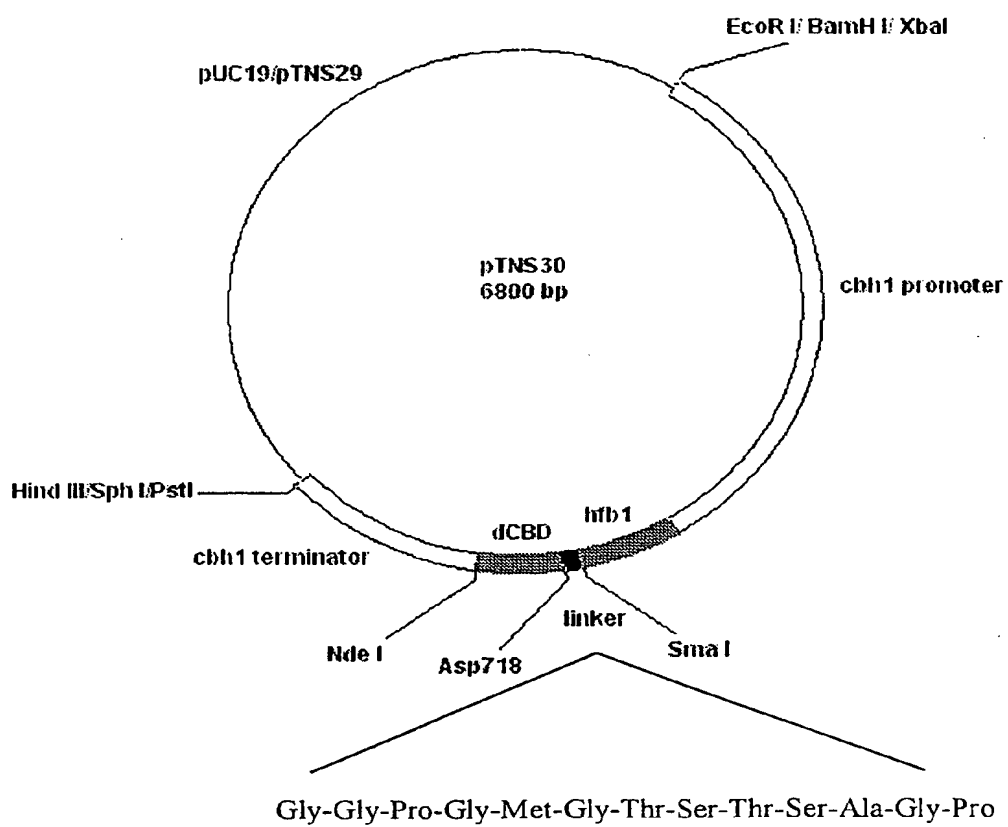 EcoR I/ BamH I/ XbaI
pUC19/pTNS29
pTNS30
6800 bp
cbh1 promoter
Hind III/Sph I/PstI
cbh1 terminator
dCBD
hfb1
linker
Nde I
Asp718
Sma I
Gly-Gly-Pro-Gly-Met-Gly-Thr-Ser-Thr-Ser-Ala-Gly-Pro